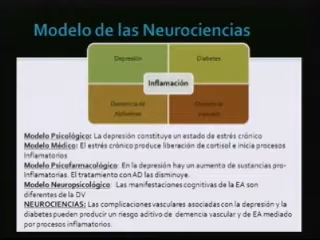 Modelo de las Neurociencias
Depresión
Diabetes
Inflamación
Demencia de
Alzheimer
Modelo Psicológico: La depresión constituye un estado de estrés crónico
Modelo Médico: El estrés crónico produce liberación de cortisol e inicia procesos
Inflamatorios
Modelo Psicofarmacológico: En la depresión hay un aumento de sustancias pro-
Inflamatorias. El tratamiento con AD las disminuye.
Modelo Neuropsicológico: Las manifestaciones cognitivas de la EA son
diferentes de la DV
NEUROCIENCIAS: Las complicaciones vasculares asociadas con la depresión y la
diabetes pueden producir un riesgo aditivo de demencia vascular y de EA mediado
por procesos inflamatorios.